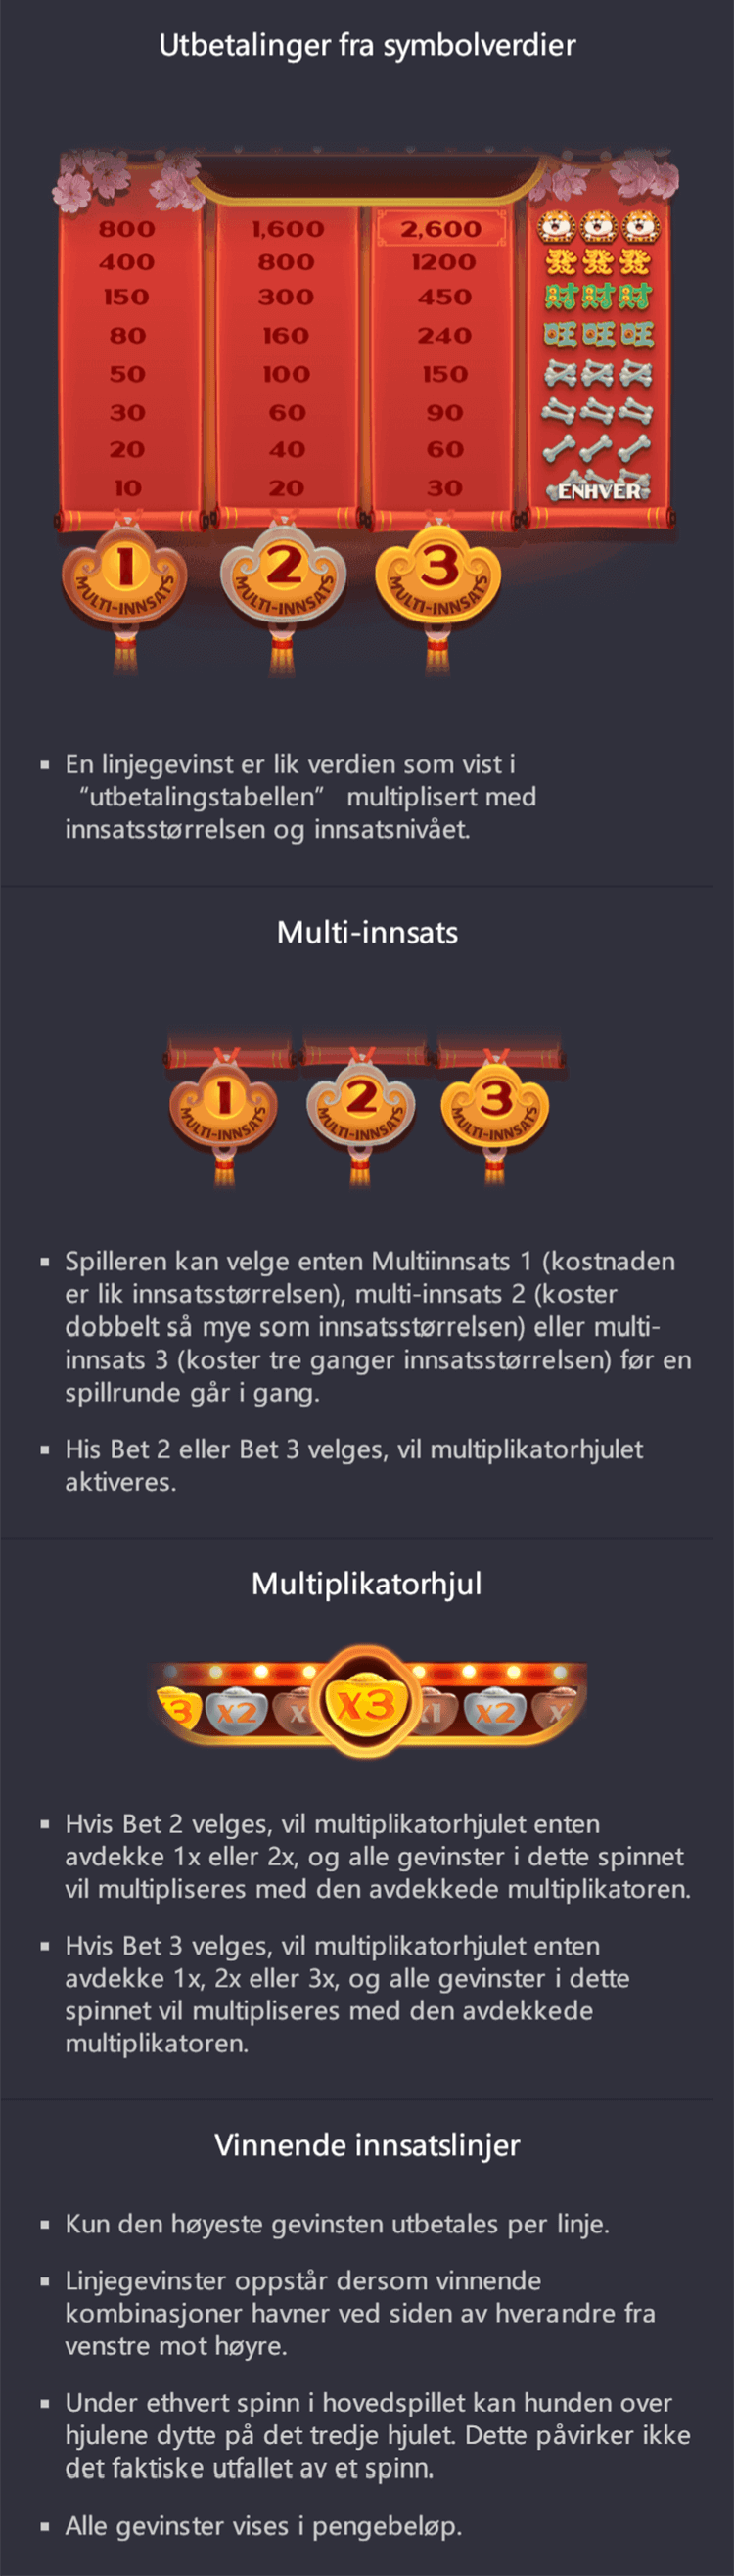 Utbetalinger fra symbolverdier
800 1,600 2,600
400 800 1200 發 發 發
150 300 450 財 財 財
80 160 240 旺 旺 旺
50 100 150
30 60 90
20 40 60
10 20 30 ENHVER
1 2 3
MULTI-INNSATS MULTI-INNSATS MULTI-INNSATS
▪ En linjegevinst er lik verdien som vist i
“utbetalingstabellen” multiplisert med
innsatsstørrelsen og innsatsnivået.
Multi-innsats
1 2 3
MULTI-INNSATS MULTI-INNSATS MULTI-INNSATS
▪ Spilleren kan velge enten Multiinnsats 1 (kostnaden
er lik innsatsstørrelsen), multi-innsats 2 (koster
dobbelt så mye som innsatsstørrelsen) eller multi-
innsats 3 (koster tre ganger innsatsstørrelsen) før en
spillrunde går i gang.
▪ His Bet 2 eller Bet 3 velges, vil multiplikatorhjulet
aktiveres.
Multiplikatorhjul
3 X2 X X3 X1 X2 X
▪ Hvis Bet 2 velges, vil multiplikatorhjulet enten
avdekke 1x eller 2x, og alle gevinster i dette spinnet
vil multipliseres med den avdekkede multiplikatoren.
▪ Hvis Bet 3 velges, vil multiplikatorhjulet enten
avdekke 1x, 2x eller 3x, og alle gevinster i dette
spinnet vil multipliseres med den avdekkede
multiplikatoren.
Vinnende innsatslinjer
▪ Kun den høyeste gevinsten utbetales per linje.
▪ Linjegevinster oppstår dersom vinnende
kombinasjoner havner ved siden av hverandre fra
venstre mot høyre.
▪ Under ethvert spinn i hovedspillet kan hunden over
hjulene dytte på det tredje hjulet. Dette påvirker ikke
det faktiske utfallet av et spinn.
▪ Alle gevinster vises i pengebeløp.